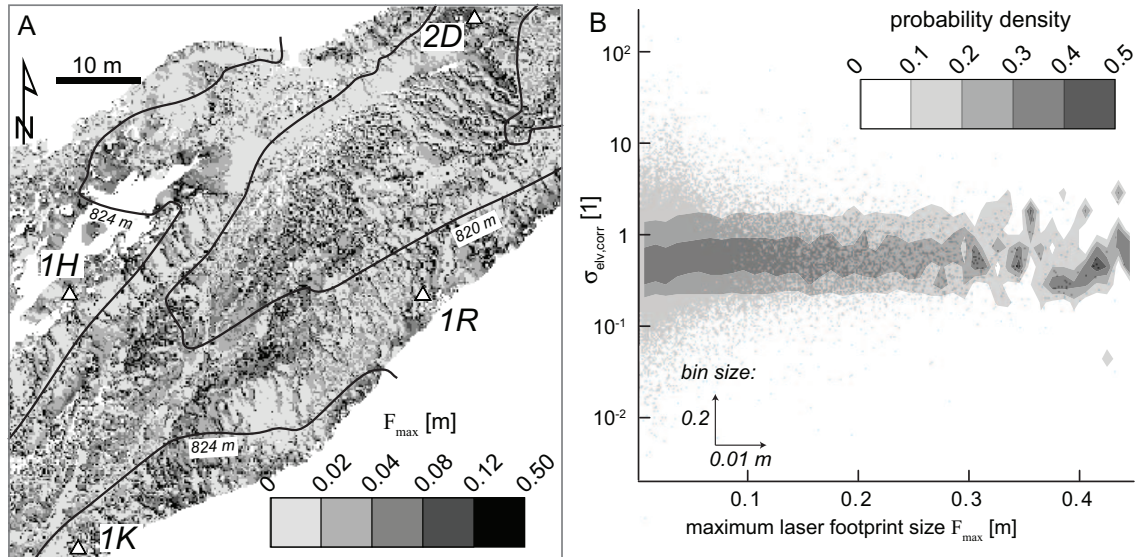 A
2D
10 m
N
824 m
820 m
1H
1R
824 m
F_max [m]
0 0.02 0.04 0.08 0.12 0.50
1K
B
probability density
0 0.1 0.2 0.3 0.4 0.5
10²
10
1
10⁻¹
10⁻²
σ_elv,corr [1]
bin size:
0.2
0.01 m
0.1 0.2 0.3 0.4
maximum laser footprint size F_max [m]